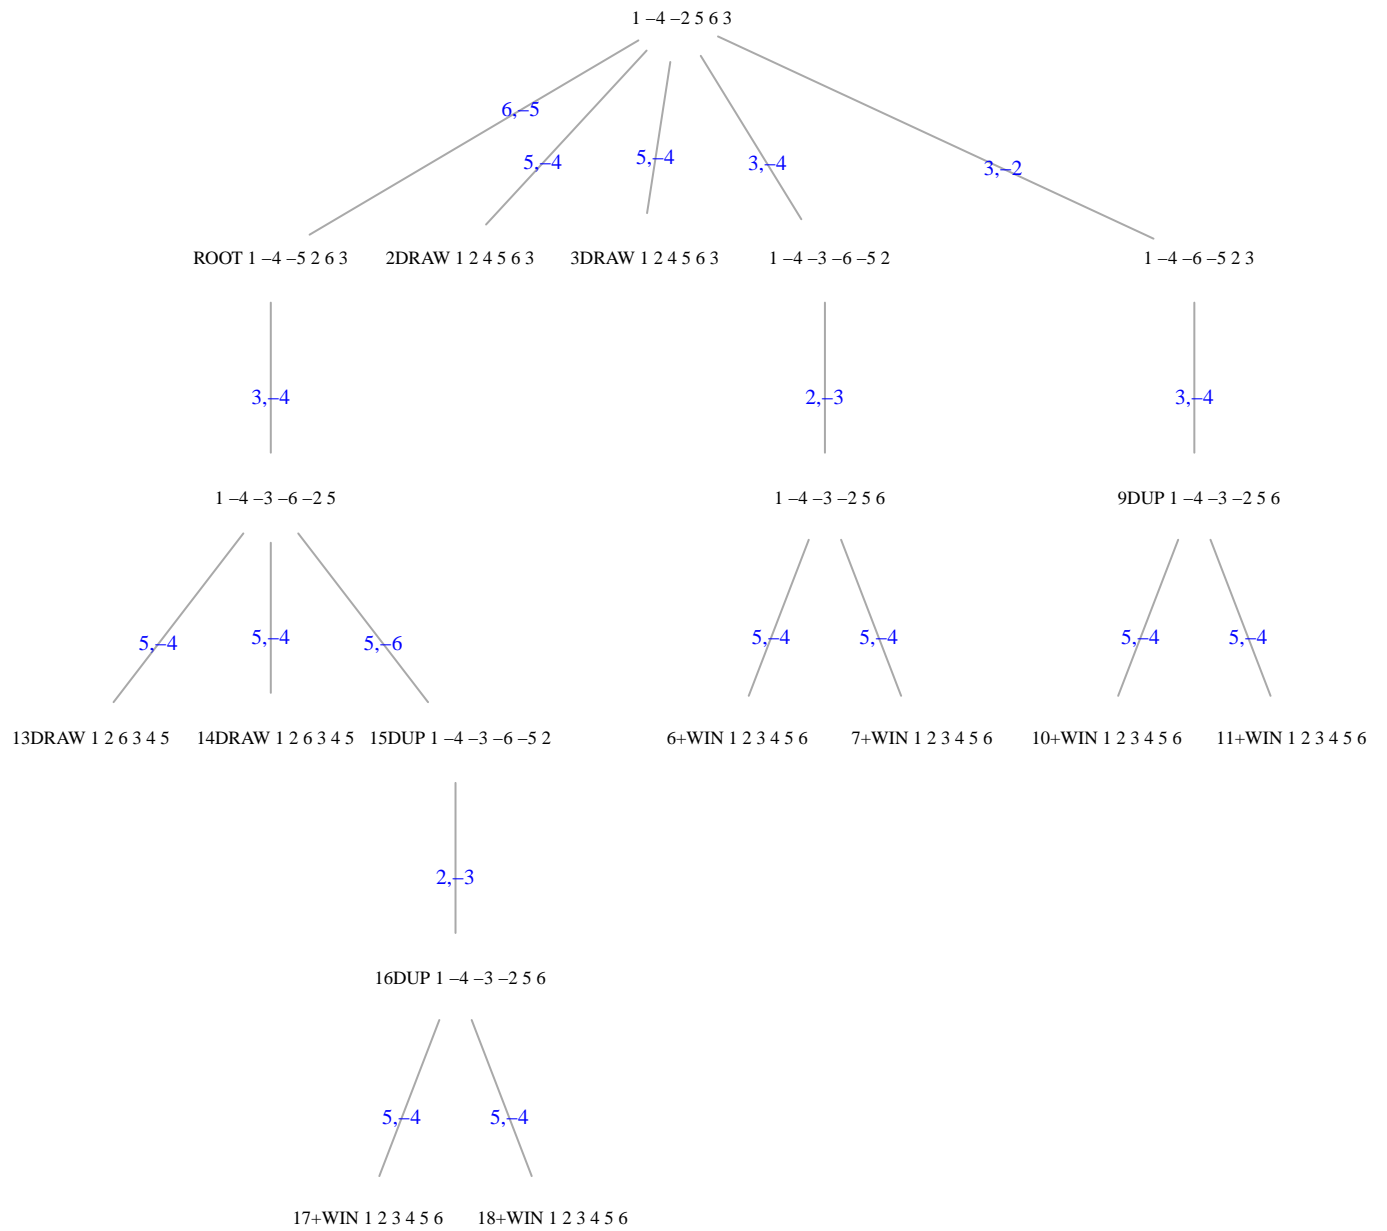 1 –4 –2 5 6 3
6,–5
5,–4
5,–4
3,–4
3,–2
ROOT 1 –4 –5 2 6 3
2DRAW 1 2 4 5 6 3
3DRAW 1 2 4 5 6 3
1 –4 –3 –6 –5 2
1 –4 –6 –5 2 3
3,–4
2,–3
3,–4
1 –4 –3 –6 –2 5
1 –4 –3 –2 5 6
9DUP 1 –4 –3 –2 5 6
5,–4
5,–4
5,–6
5,–4
5,–4
5,–4
5,–4
13DRAW 1 2 6 3 4 5
14DRAW 1 2 6 3 4 5
15DUP 1 –4 –3 –6 –5 2
6+WIN 1 2 3 4 5 6
7+WIN 1 2 3 4 5 6
10+WIN 1 2 3 4 5 6
11+WIN 1 2 3 4 5 6
2,–3
16DUP 1 –4 –3 –2 5 6
5,–4
5,–4
17+WIN 1 2 3 4 5 6
18+WIN 1 2 3 4 5 6